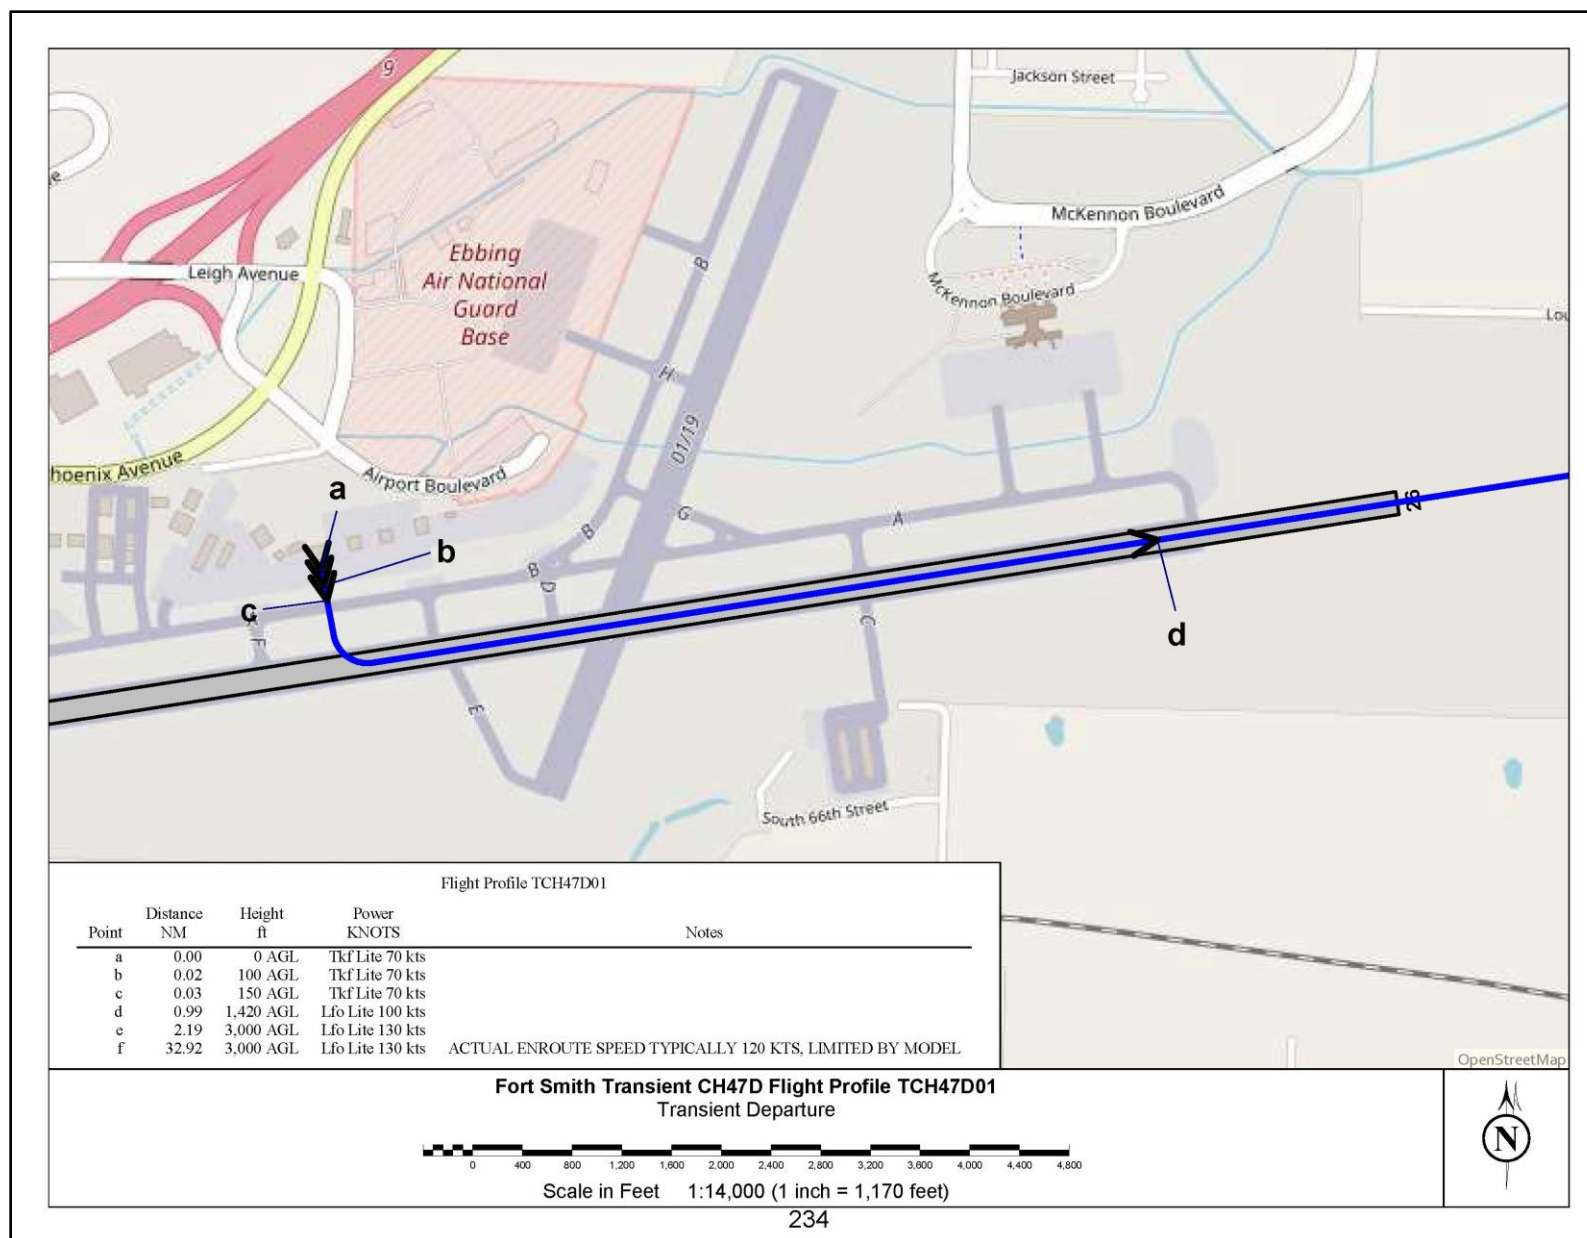 9
Jackson Street
McKennon Boulevard
Leigh Avenue
Ebbing
Air National
Guard
Base
B
McKennon Boulevard
Lou
H
01/19
hoenix Avenue
Airport Boulevard
a
26
G
A
B
b
B
D
c
F
C
d
E
South 66th Street
Flight Profile TCH47D01
Point Distance NM Height ft Power KNOTS Notes
a 0.00 0 AGL Tkf Lite 70 kts
b 0.02 100 AGL Tkf Lite 70 kts
c 0.03 150 AGL Tkf Lite 70 kts
d 0.99 1,420 AGL Lfo Lite 100 kts
e 2.19 3,000 AGL Lfo Lite 130 kts
f 32.92 3,000 AGL Lfo Lite 130 kts ACTUAL ENROUTE SPEED TYPICALLY 120 KTS, LIMITED BY MODEL
OpenStreetMap
Fort Smith Transient CH47D Flight Profile TCH47D01
Transient Departure
0 400 800 1,200 1,600 2,000 2,400 2,800 3,200 3,600 4,000 4,400 4,800
Scale in Feet 1:14,000 (1 inch = 1,170 feet)
N
234